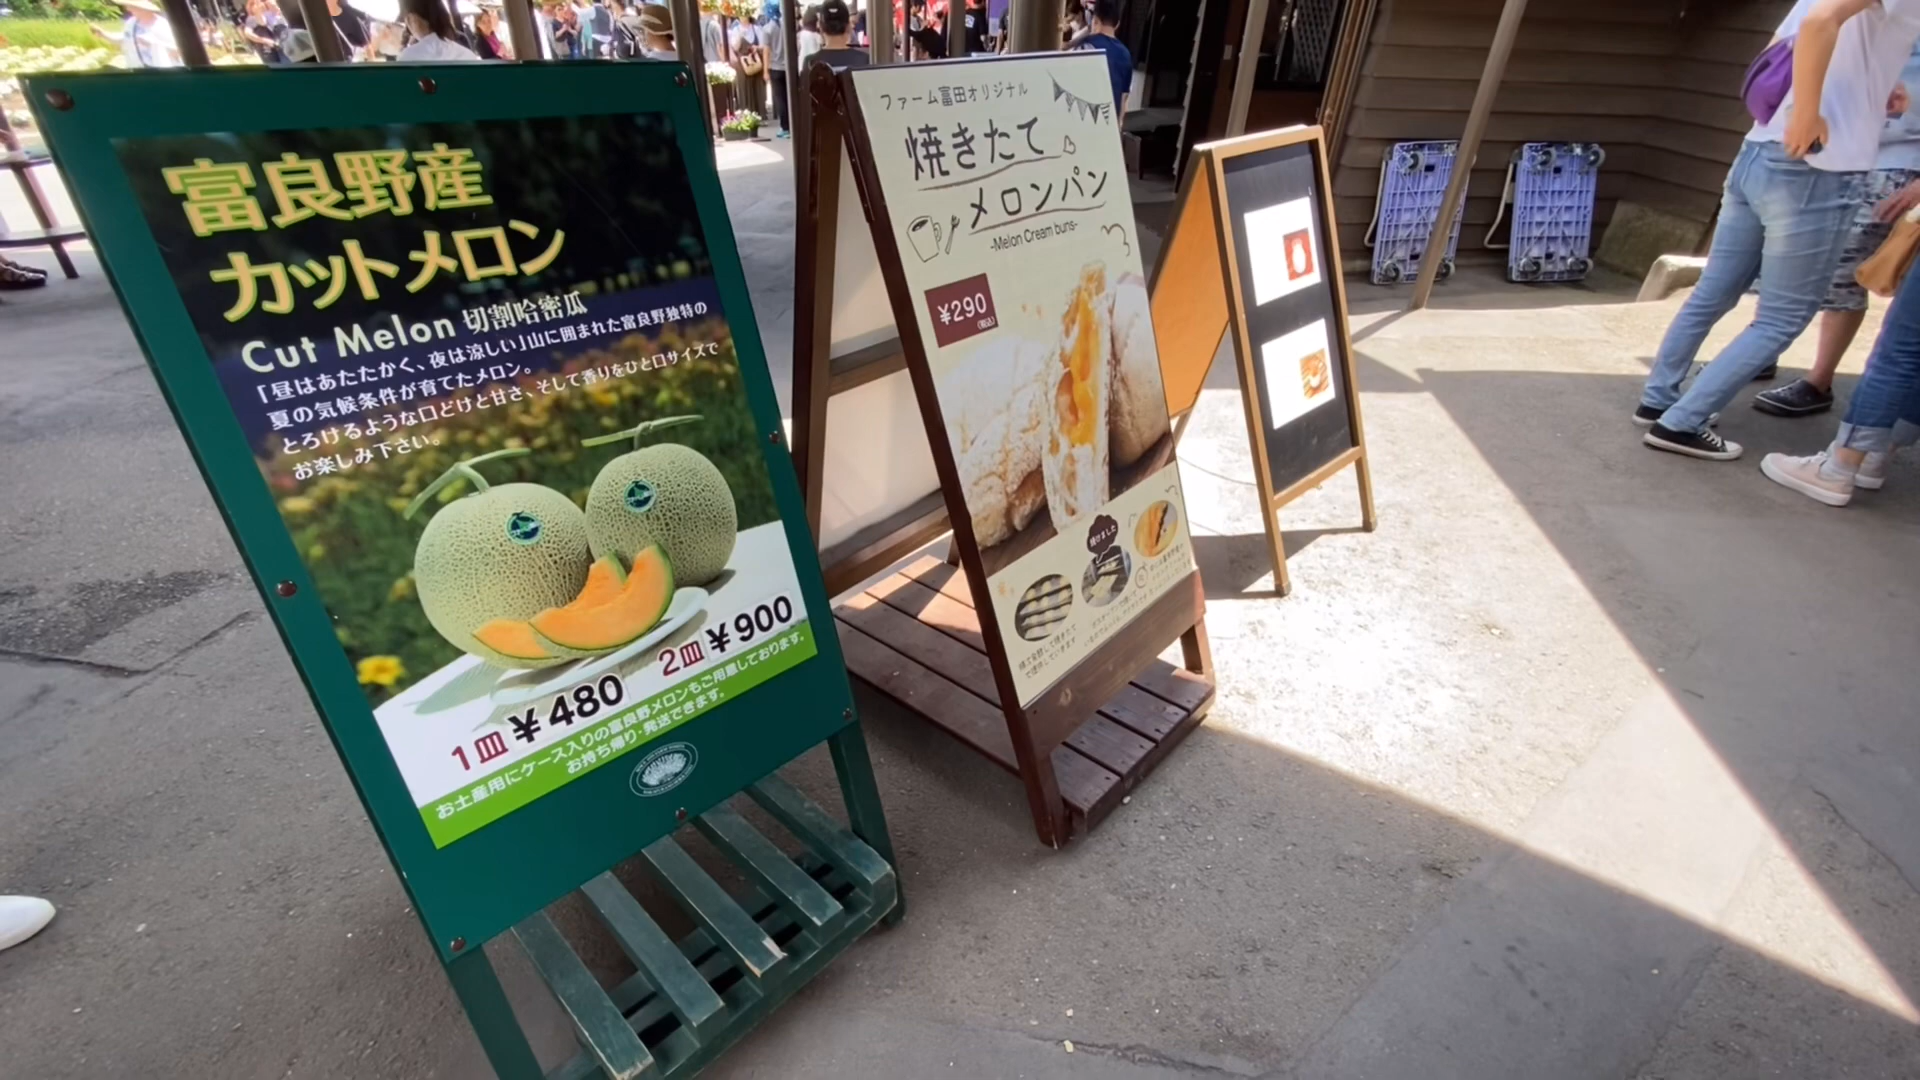 富良野産
カットメロン
Cut Melon 切割哈密瓜
「昼はあたたかく、夜は涼しい」山に囲まれた富良野独特の
夏の気候条件が育てたメロン。
とろけるような口どけと甘さ、そして香りをひと口サイズで
お楽しみ下さい。
1皿 ¥480
2皿 ¥900
お土産用にケース入りの富良野メロンもご用意しております。
お持ち帰り・発送できます。
ファーム富田オリジナル
焼きたて
メロンパン
-Melon Cream buns-
¥290
(税込)
焼けました